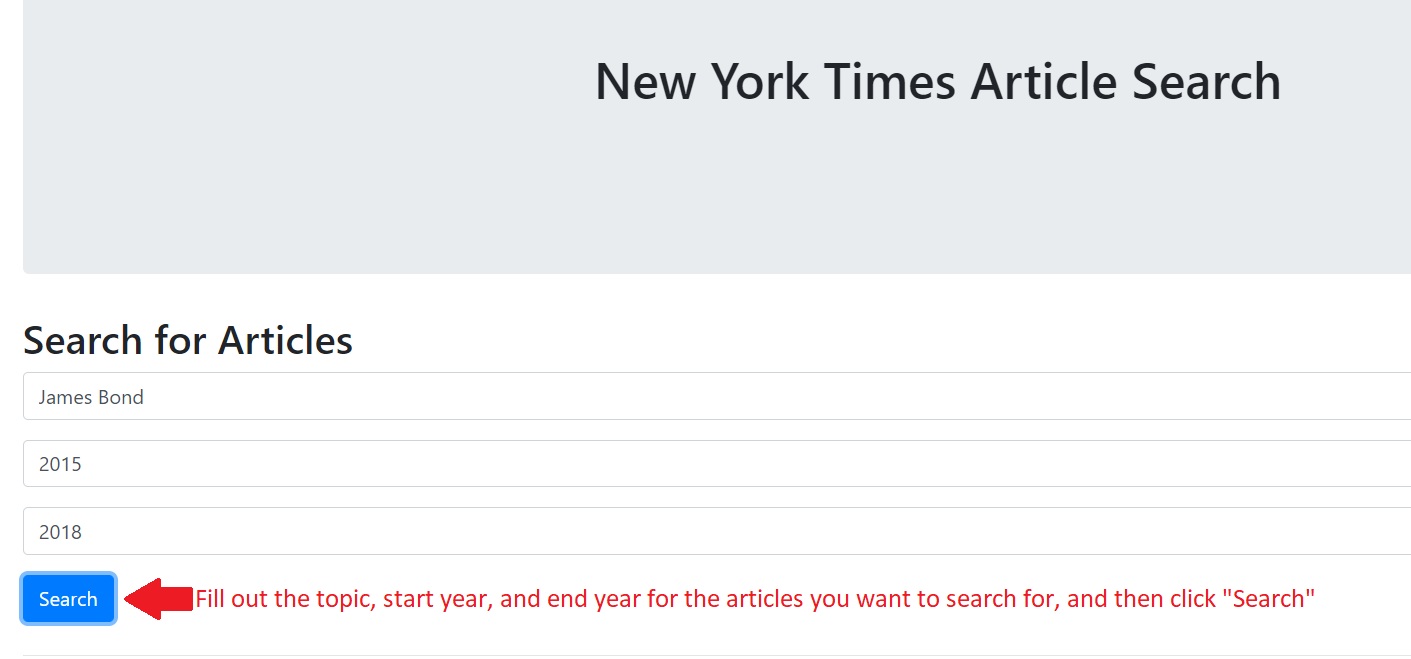 New York Times Article Search
Search for Articles
James Bond
2015
2018
Search
Fill out the topic, start year, and end year for the articles you want to search for, and then click "Search"